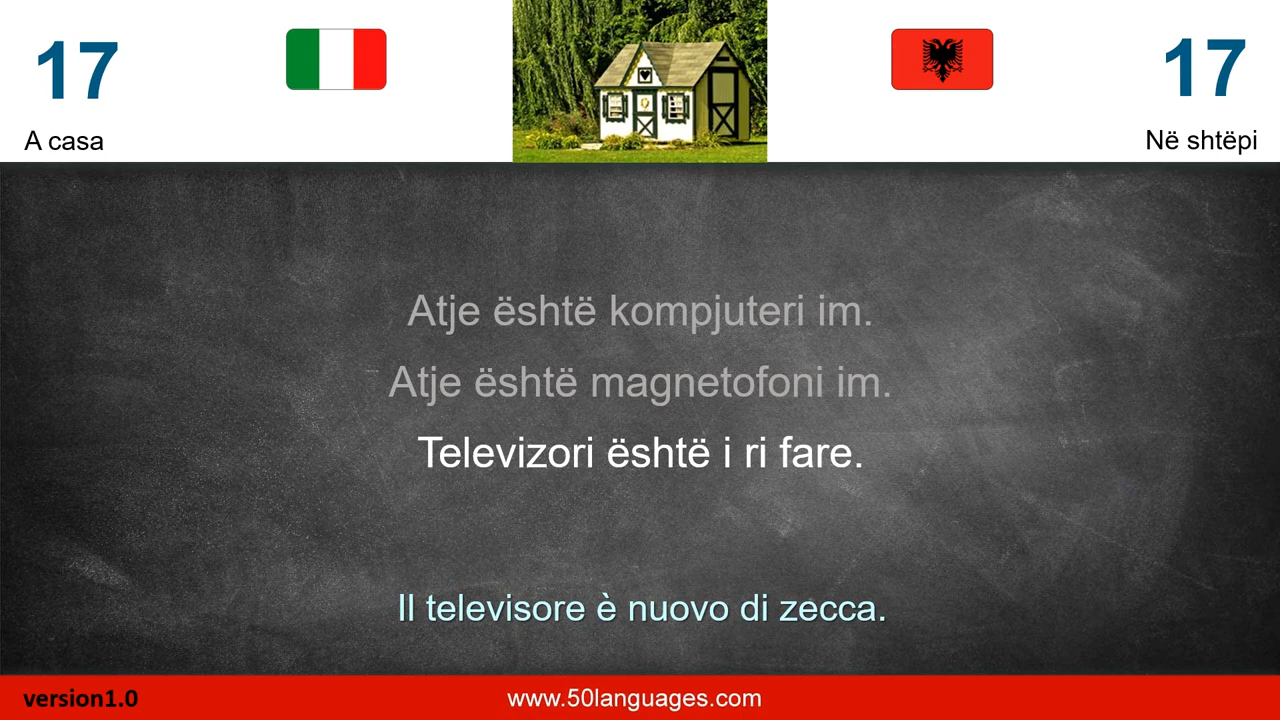 17
A casa
17
Në shtëpi
Atje është kompjuteri im.
Atje është magnetofoni im.
Televizori është i ri fare.
Il televisore è nuovo di zecca.
version1.0
www.50languages.com